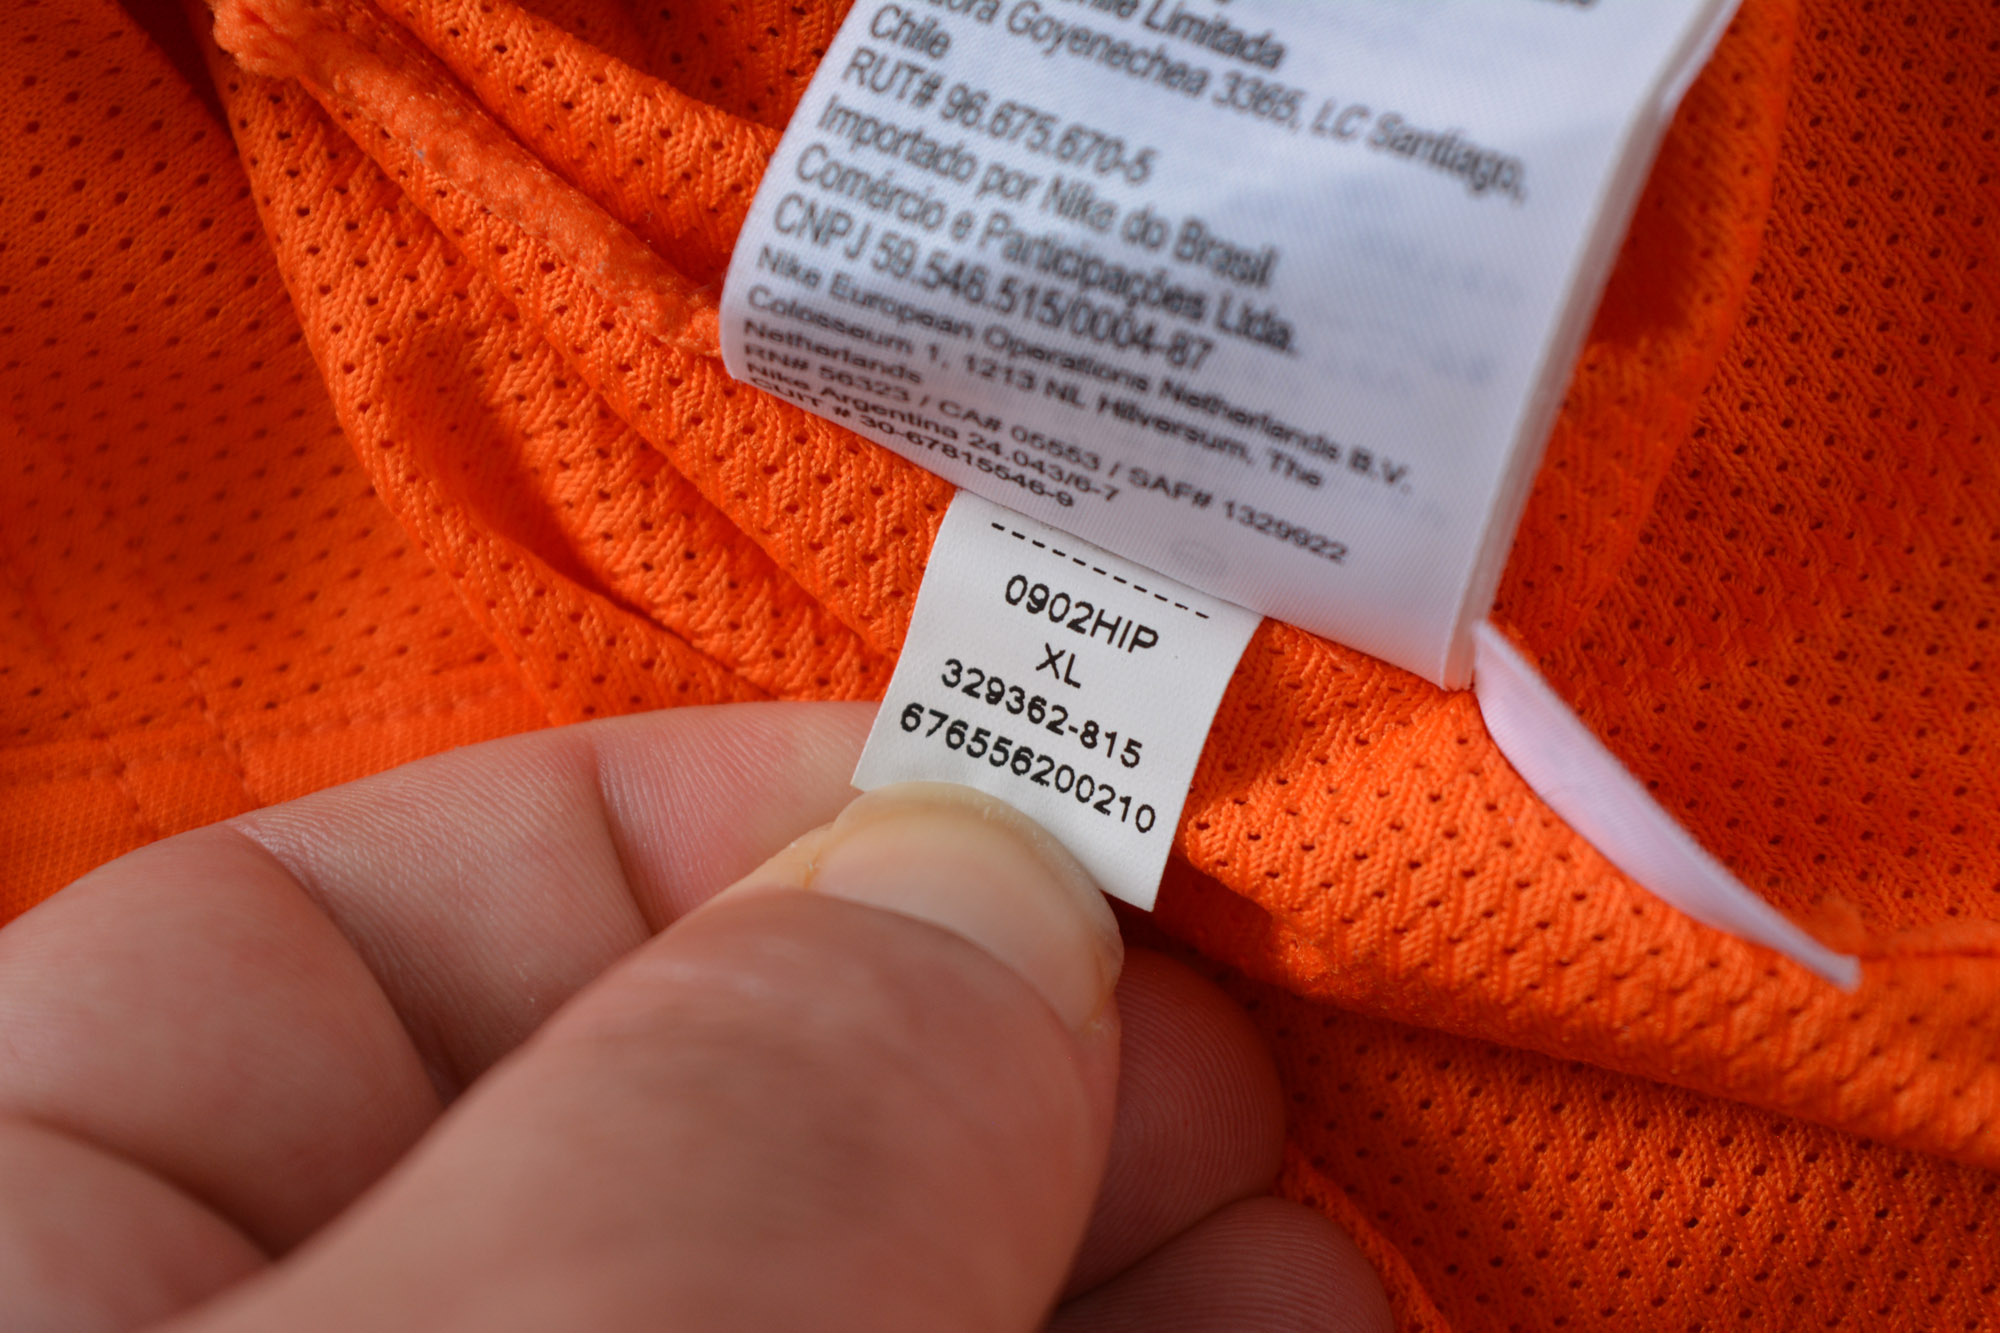 Limitada
Goyenechea 3365, LC Santiago,
Chile
RUT# 96.675.670-5
Importado por Nike do Brasil
Comércio e Participações Ltda.
CNPJ 59.546.515/0004-87
Nike European Operations Netherlands B.V.
Colosseum 1, 1213 NL Hilversum, The
Netherlands
RN# 56323 / CA# 05553 / SAF# 1329922
Nike Argentina 24.043/6-7
CUIT # 30-67815546-9
0902HIP
XL
329362-815
676556200210